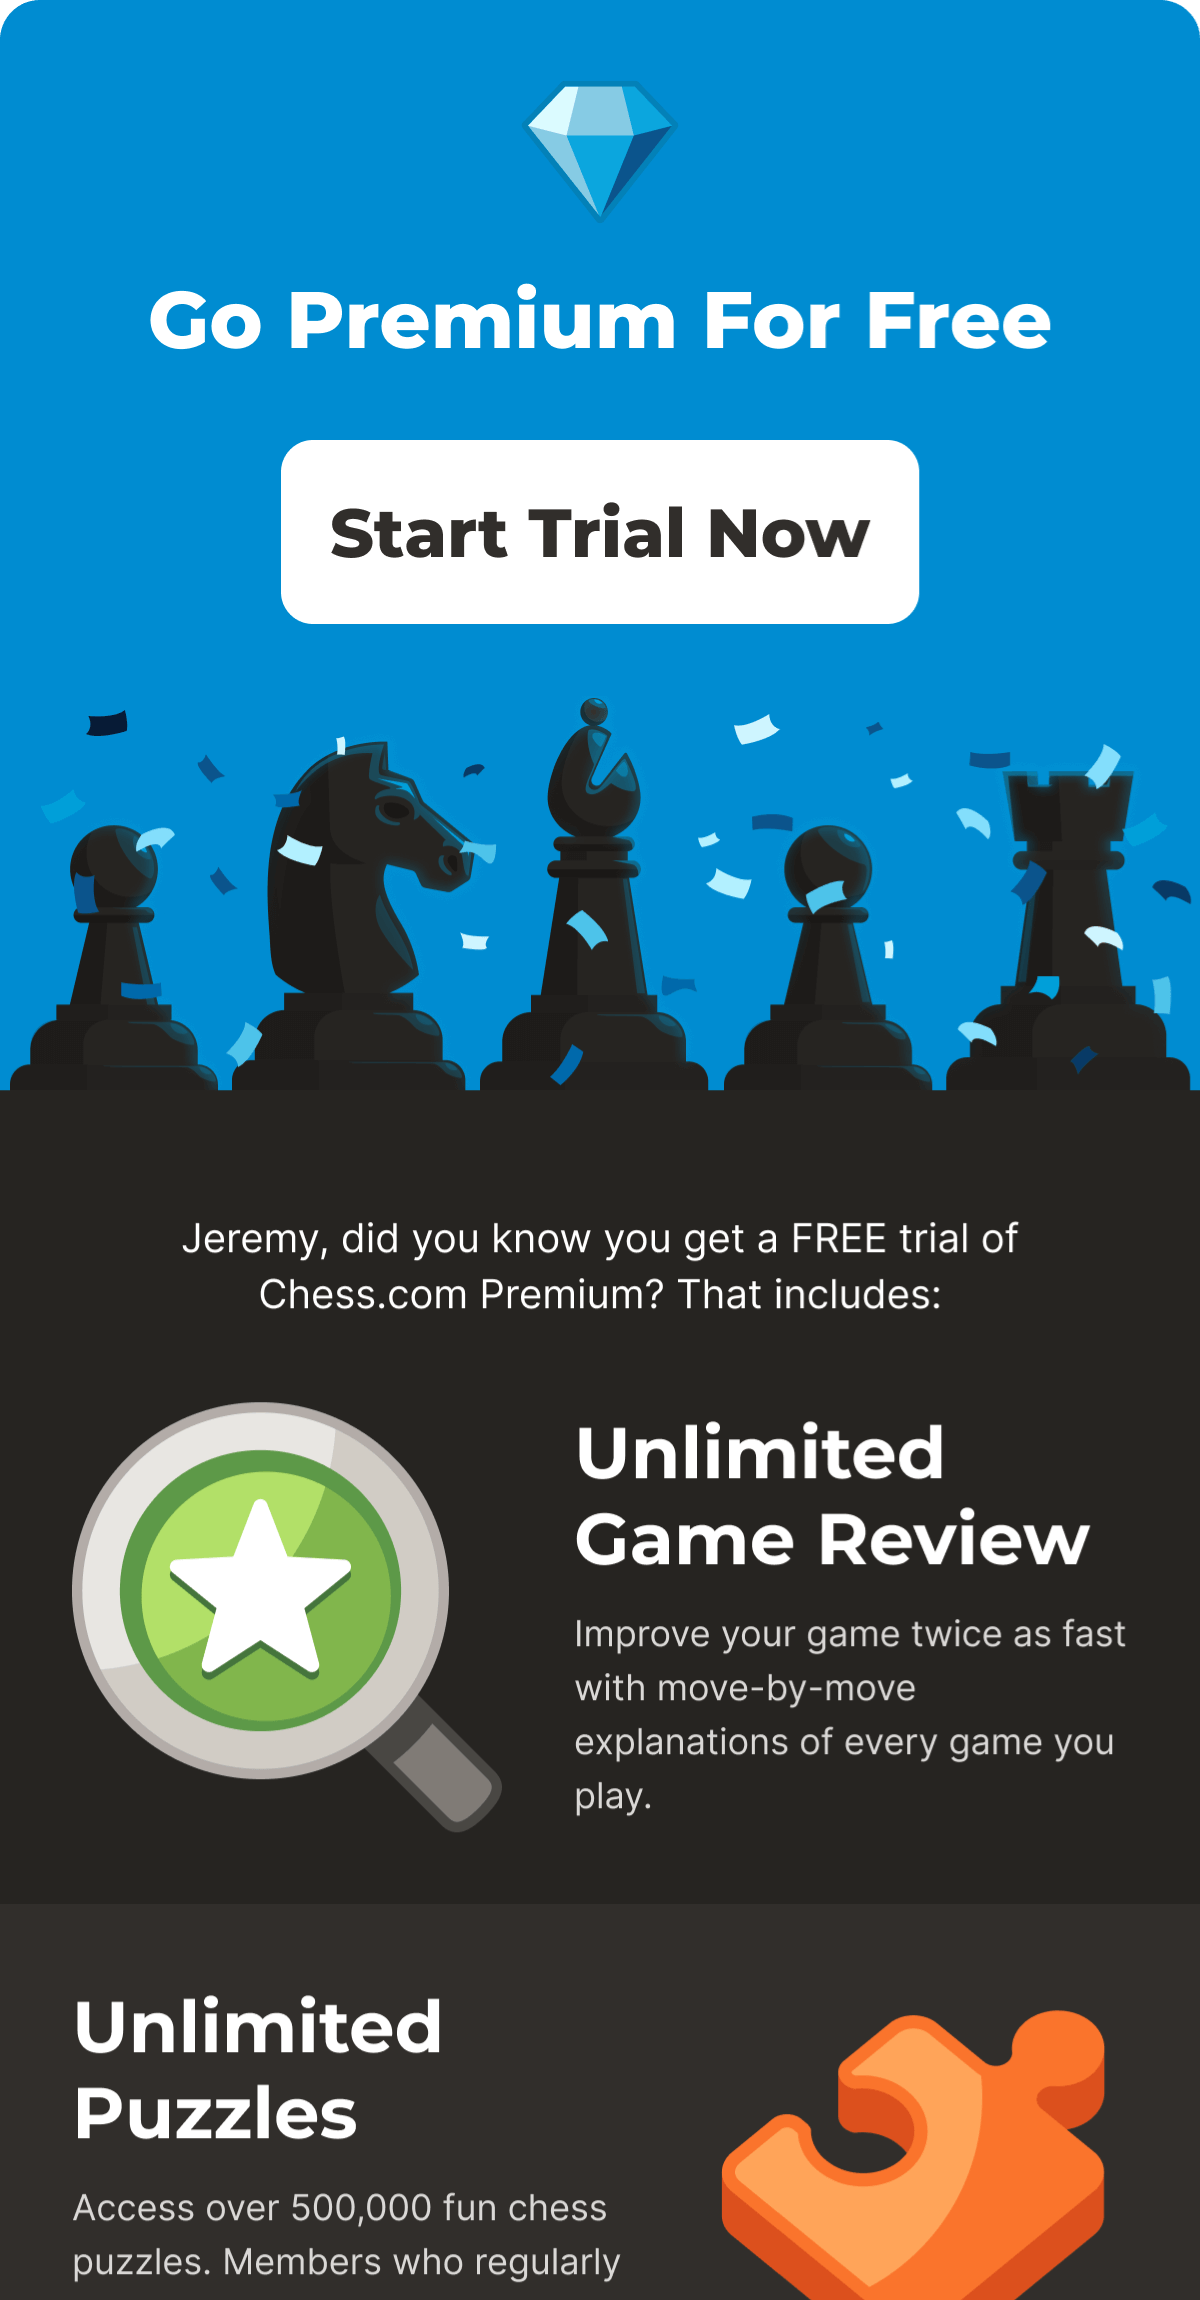 Go Premium For Free
Start Trial Now
Jeremy, did you know you get a FREE trial of
Chess.com Premium? That includes:
Unlimited
Game Review
Improve your game twice as fast
with move-by-move
explanations of every game you
play.
Unlimited
Puzzles
Access over 500,000 fun chess
puzzles. Members who regularly